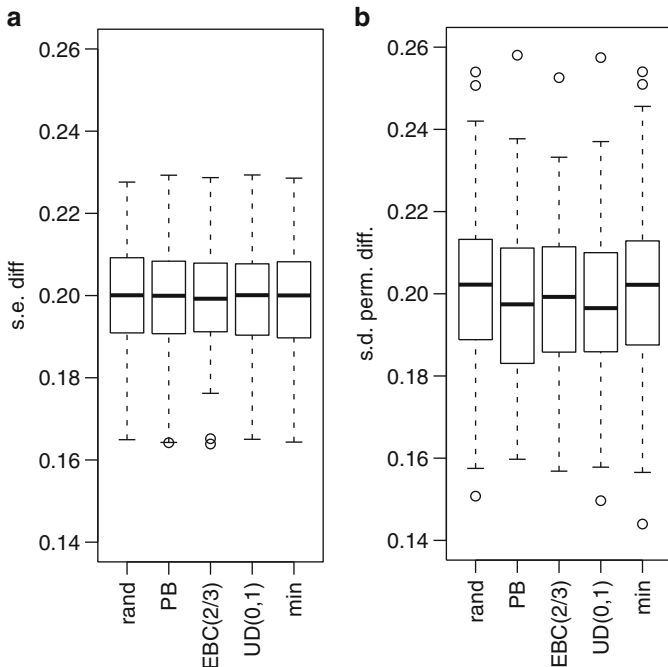 a
0.26
0.24
0.22
0.20
0.18
0.16
0.14
s.e. diff
rand
PB
EBC(2/3)
UD(0,1)
min
b
0.26
0.24
0.22
0.20
0.18
0.16
0.14
s.d. perm. diff.
rand
PB
EBC(2/3)
UD(0,1)
min